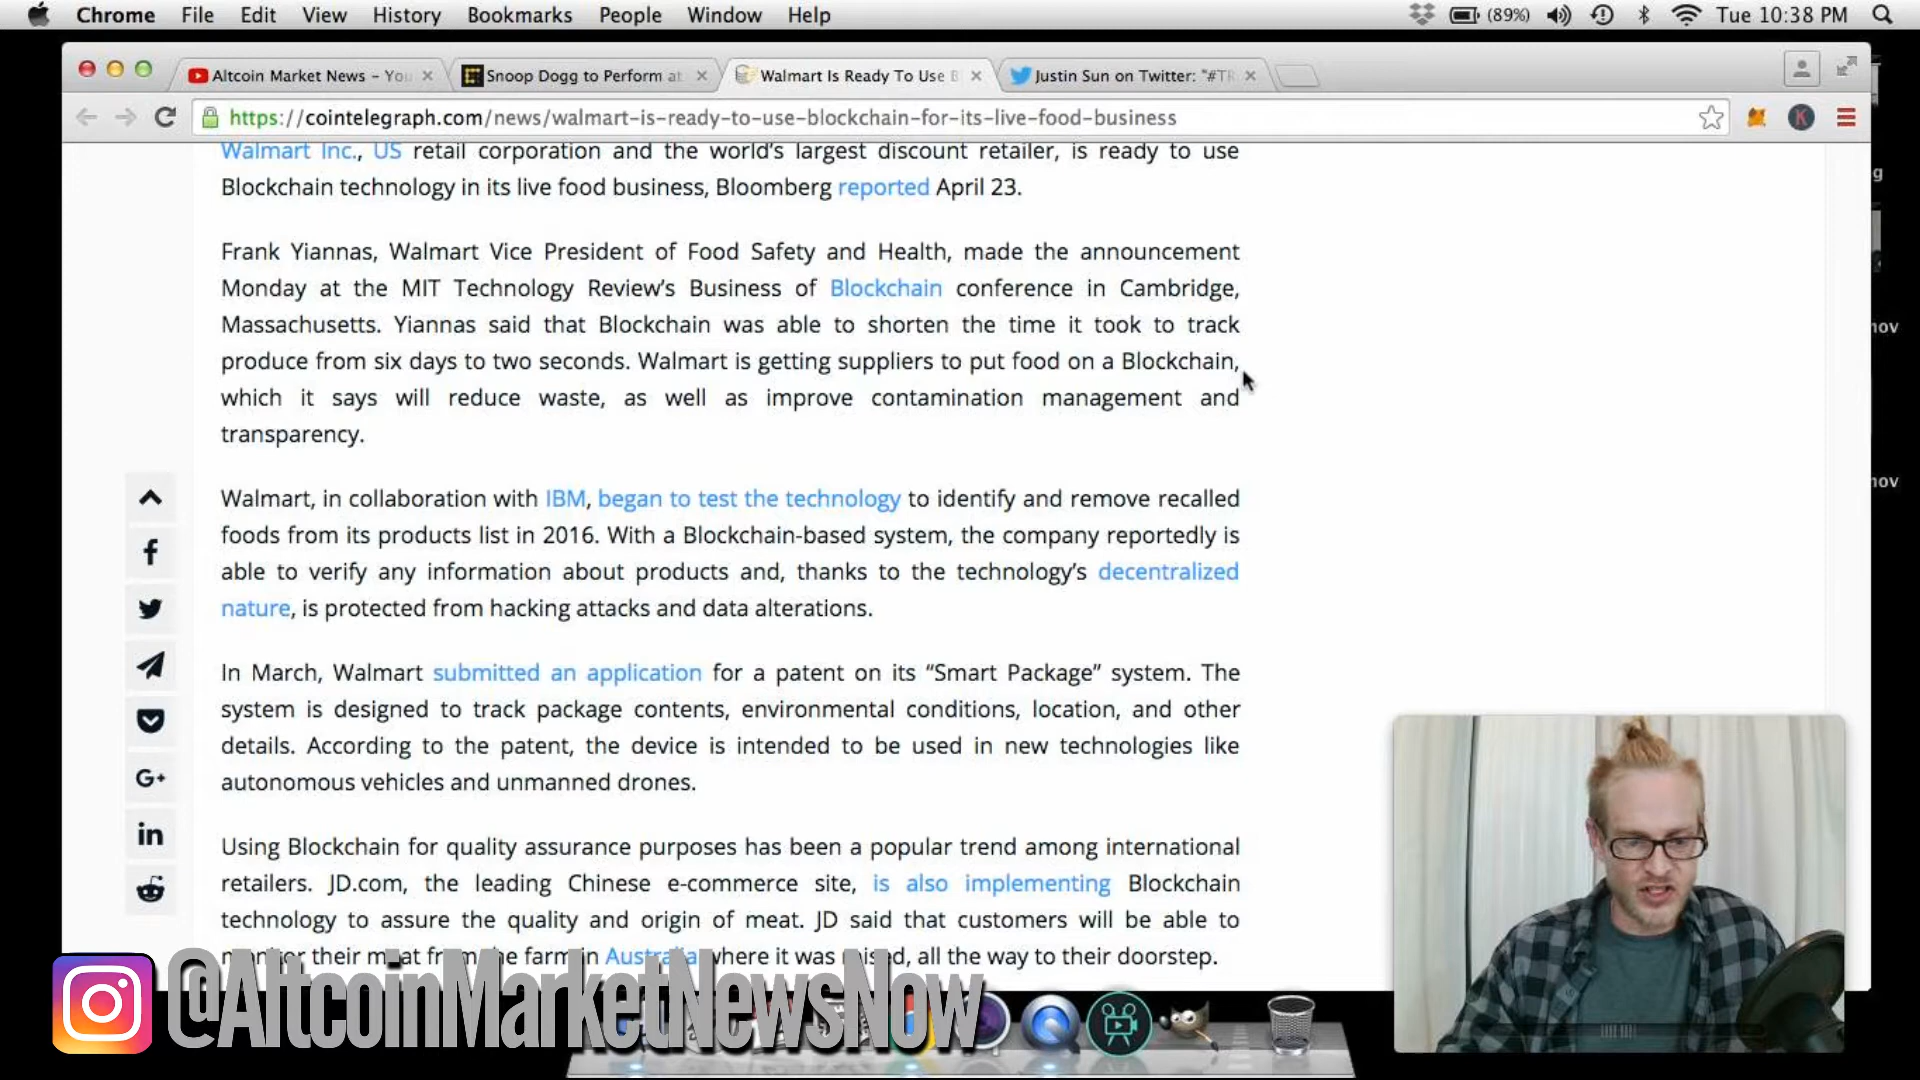 Chrome File Edit View History Bookmarks People Window Help (89%) Tue 10:38 PM
Altcoin Market News – You Snoop Dogg to Perform at Walmart Is Ready To Use B Justin Sun on Twitter: "#TR
https://cointelegraph.com/news/walmart-is-ready-to-use-blockchain-for-its-live-food-business
Walmart Inc., US retail corporation and the world's largest discount retailer, is ready to use
Blockchain technology in its live food business, Bloomberg reported April 23.
Frank Yiannas, Walmart Vice President of Food Safety and Health, made the announcement
Monday at the MIT Technology Review's Business of Blockchain conference in Cambridge,
Massachusetts. Yiannas said that Blockchain was able to shorten the time it took to track
produce from six days to two seconds. Walmart is getting suppliers to put food on a Blockchain,
which it says will reduce waste, as well as improve contamination management and
transparency.
Walmart, in collaboration with IBM, began to test the technology to identify and remove recalled
foods from its products list in 2016. With a Blockchain-based system, the company reportedly is
able to verify any information about products and, thanks to the technology's decentralized
nature, is protected from hacking attacks and data alterations.
In March, Walmart submitted an application for a patent on its “Smart Package” system. The
system is designed to track package contents, environmental conditions, location, and other
details. According to the patent, the device is intended to be used in new technologies like
autonomous vehicles and unmanned drones.
Using Blockchain for quality assurance purposes has been a popular trend among international
retailers. JD.com, the leading Chinese e-commerce site, is also implementing Blockchain
technology to assure the quality and origin of meat. JD said that customers will be able to
their farm in where it was all the way to their doorstep.
@AltcoinMarketNewsNow
G+
in
K
g
nov
nov